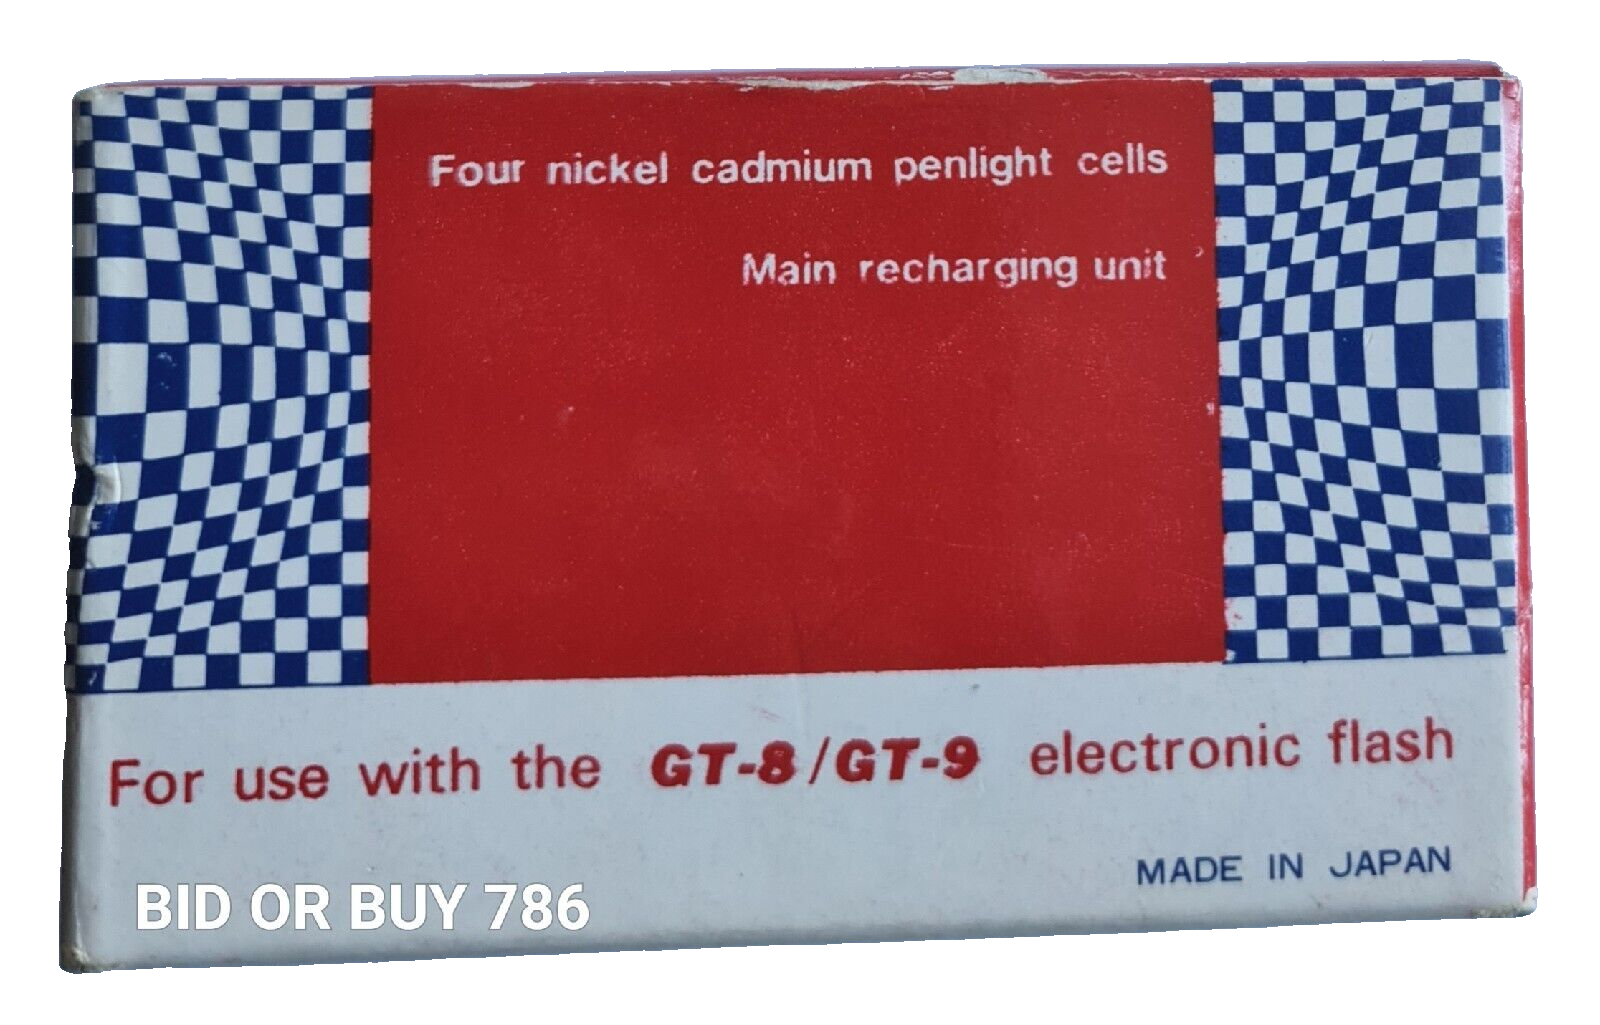 Four nickel cadmium penlight cells
Main recharging unit
For use with the GT-8/GT-9 electronic flash
MADE IN JAPAN
BID OR BUY 786